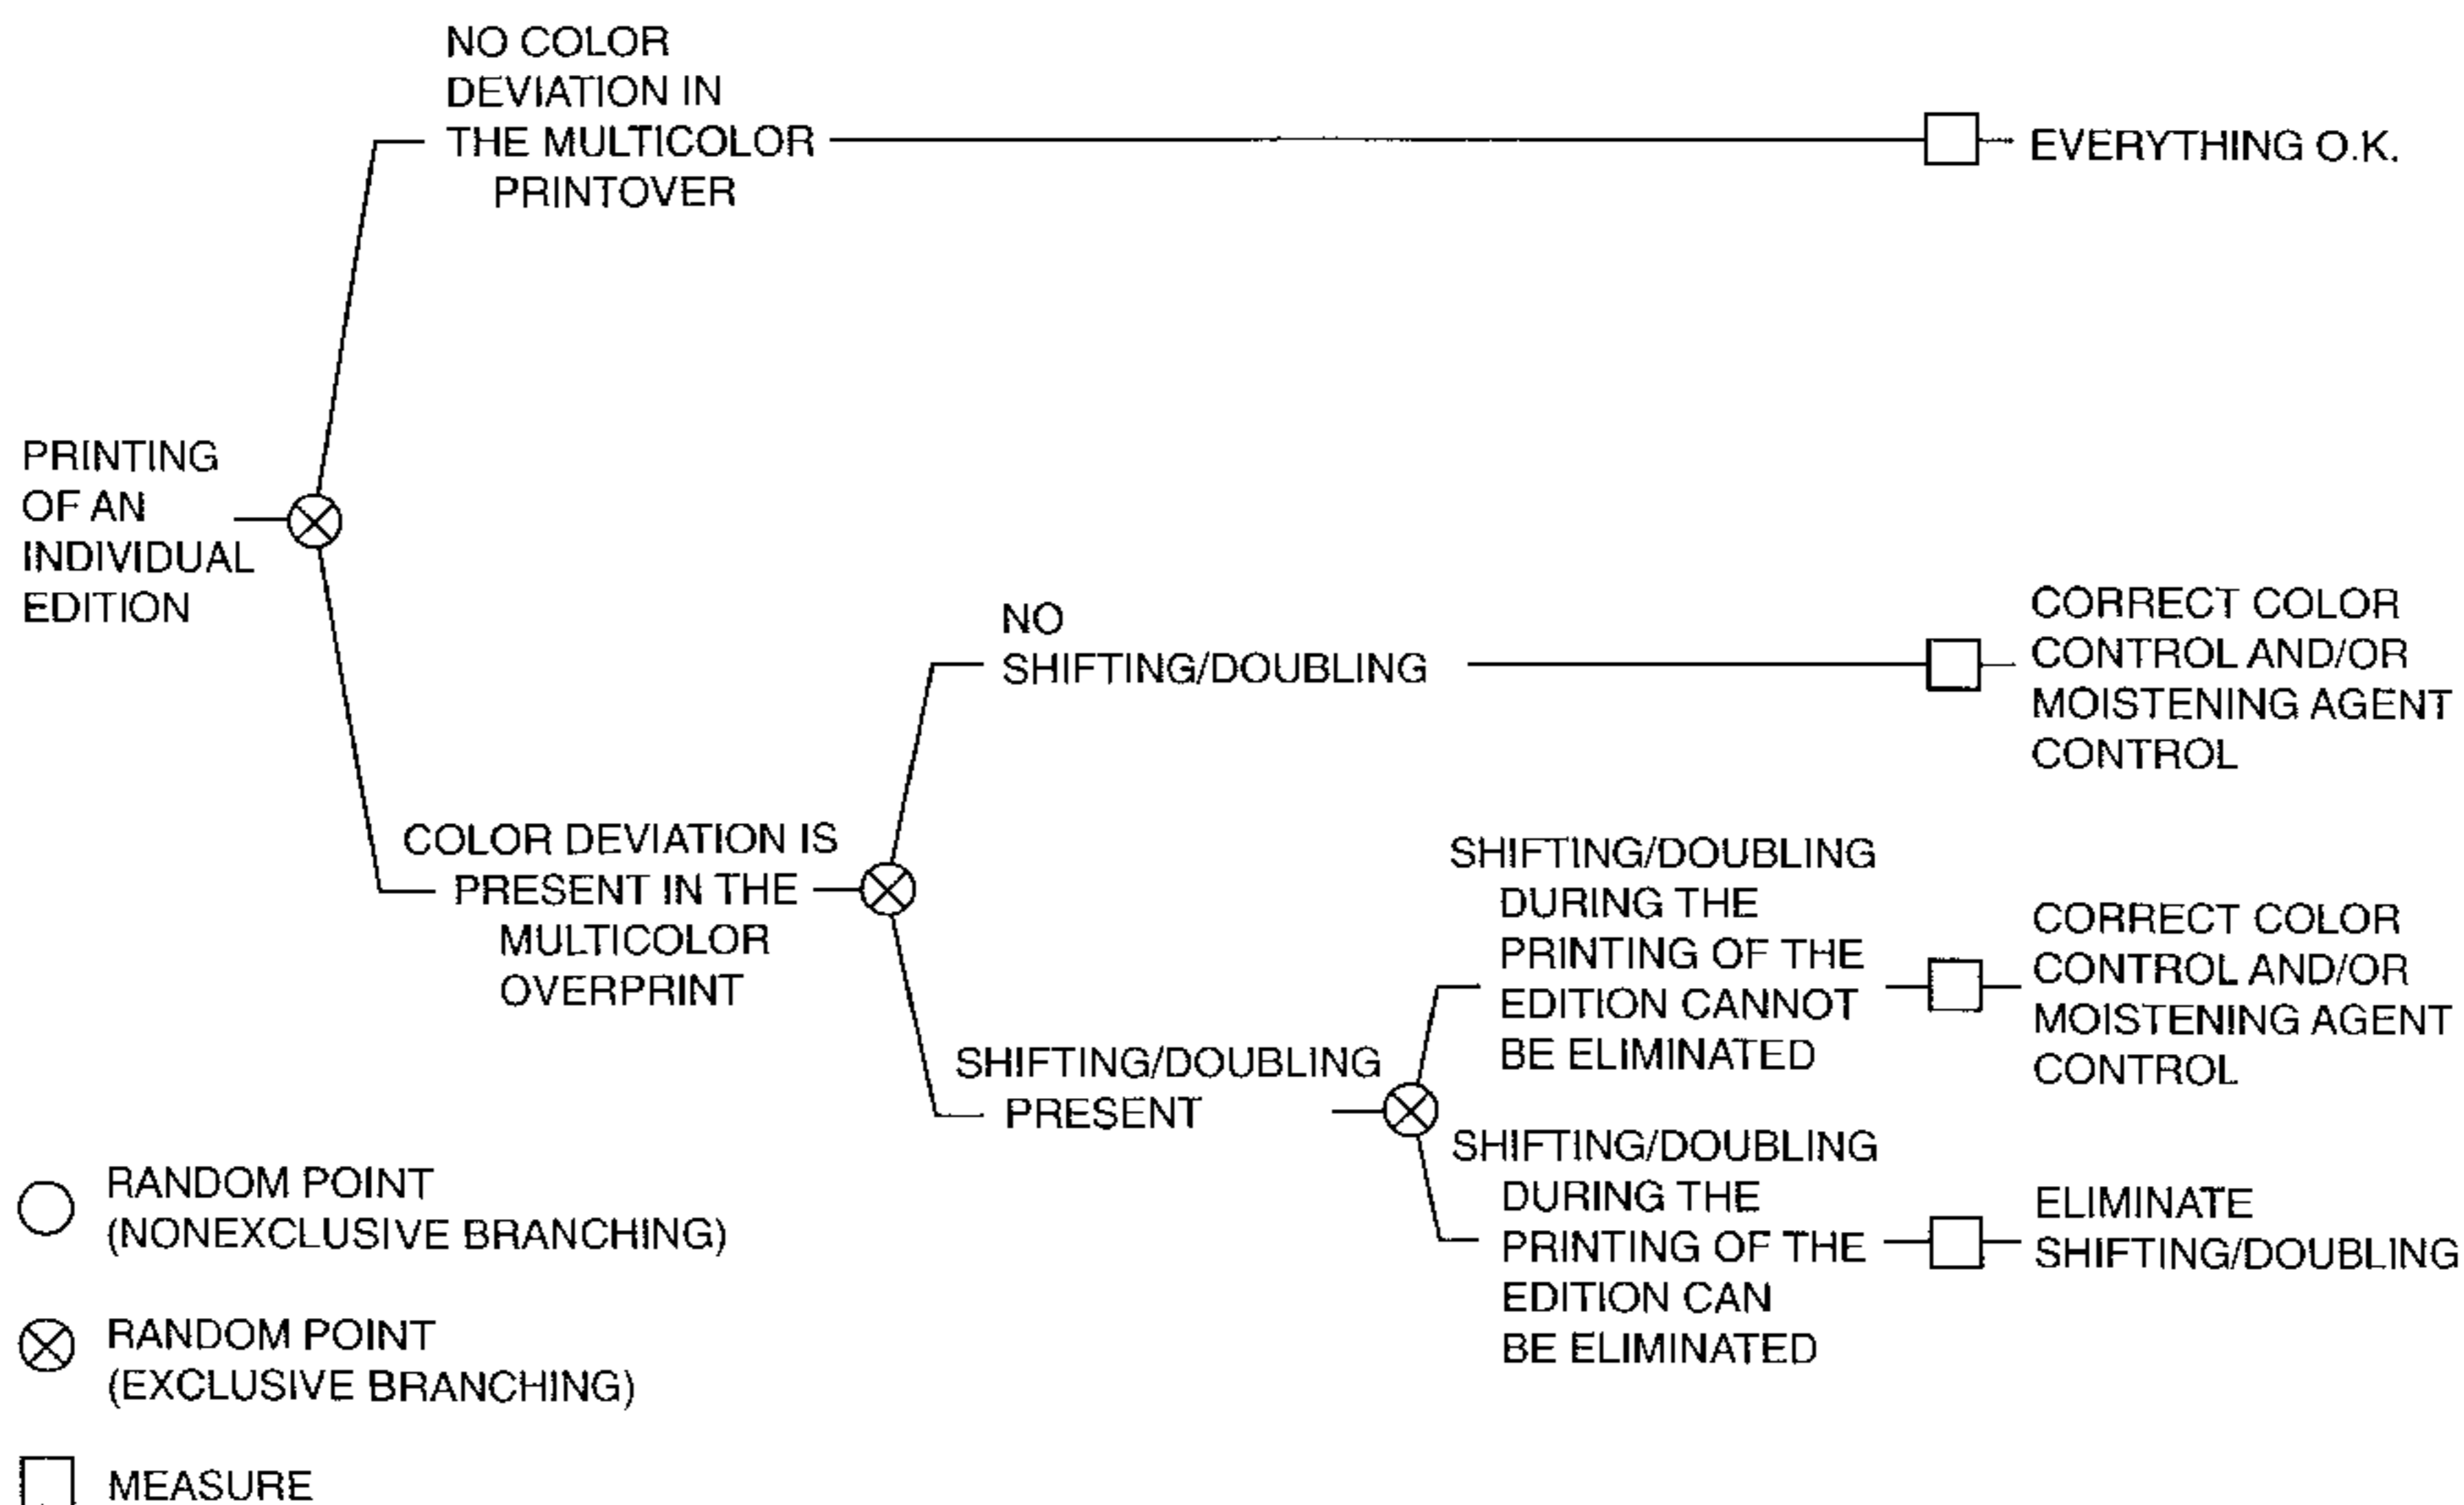 NO COLOR
DEVIATION IN
THE MULTICOLOR
PRINTOVER
EVERYTHING O.K.
PRINTING
OF AN
INDIVIDUAL
EDITION
NO
SHIFTING/DOUBLING
CORRECT COLOR
CONTROL AND/OR
MOISTENING AGENT
CONTROL
COLOR DEVIATION IS
PRESENT IN THE
MULTICOLOR
OVERPRINT
SHIFTING/DOUBLING
PRESENT
SHIFTING/DOUBLING
DURING THE
PRINTING OF THE
EDITION CANNOT
BE ELIMINATED
CORRECT COLOR
CONTROL AND/OR
MOISTENING AGENT
CONTROL
SHIFTING/DOUBLING
DURING THE
PRINTING OF THE
EDITION CAN
BE ELIMINATED
ELIMINATE
SHIFTING/DOUBLING
RANDOM POINT
(NONEXCLUSIVE BRANCHING)
RANDOM POINT
(EXCLUSIVE BRANCHING)
MEASURE